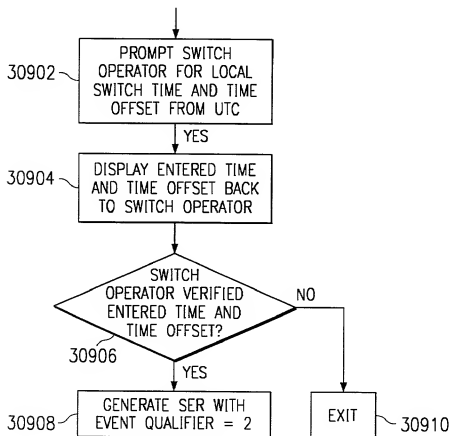 30902
PROMPT SWITCH
OPERATOR FOR LOCAL
SWITCH TIME AND TIME
OFFSET FROM UTC
YES
30904
DISPLAY ENTERED TIME
AND TIME OFFSET BACK
TO SWITCH OPERATOR
SWITCH
OPERATOR VERIFIED
ENTERED TIME AND
TIME OFFSET?
NO
30906
YES
30908
GENERATE SER WITH
EVENT QUALIFIER = 2
EXIT
30910